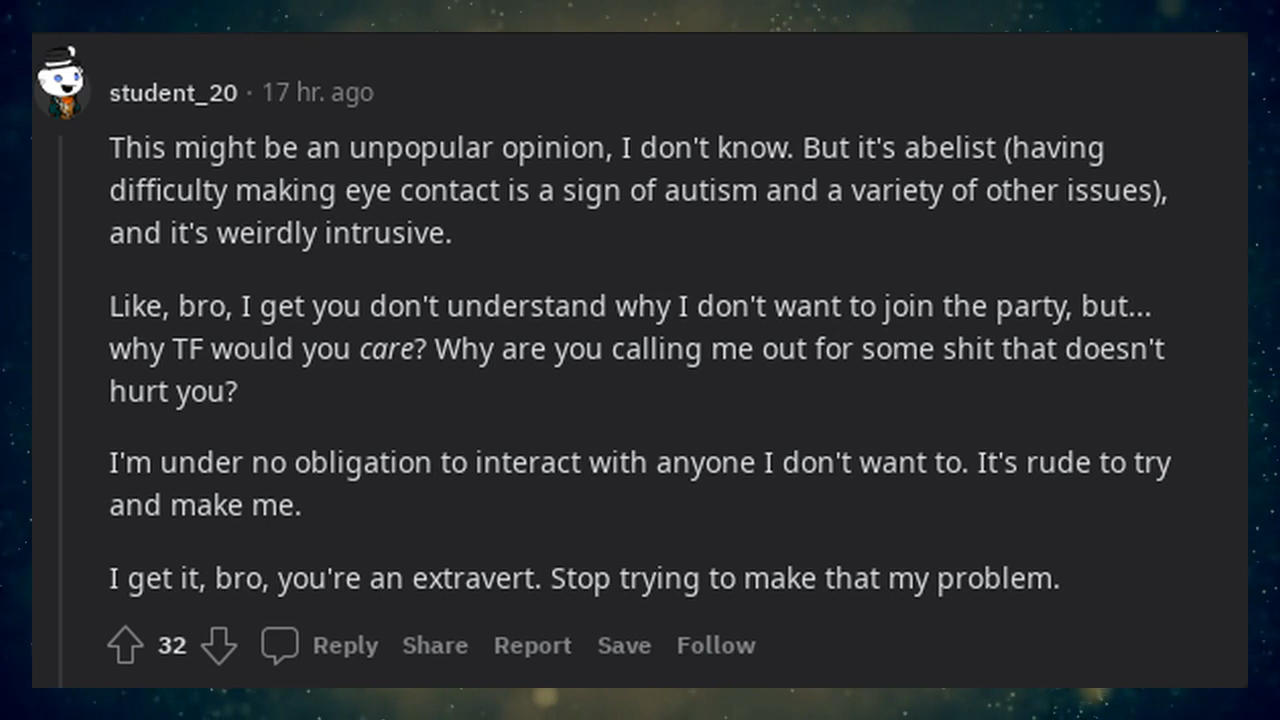 student_20 · 17 hr. ago
This might be an unpopular opinion, I don't know. But it's abelist (having
difficulty making eye contact is a sign of autism and a variety of other issues),
and it's weirdly intrusive.
Like, bro, I get you don't understand why I don't want to join the party, but...
why TF would you care? Why are you calling me out for some shit that doesn't
hurt you?
I'm under no obligation to interact with anyone I don't want to. It's rude to try
and make me.
I get it, bro, you're an extravert. Stop trying to make that my problem.
32 Reply Share Report Save Follow